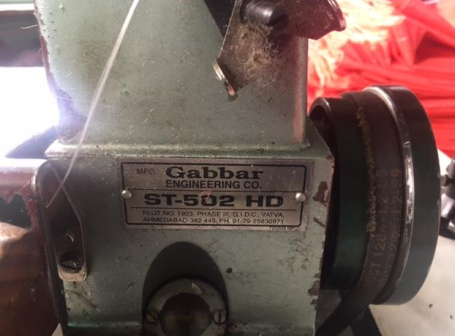 MFG. Gabbar
ENGINEERING CO.
ST-502 HD
PLOT NO. 1903, PHASE III, G.I.D.C., VATVA,
AHMEDABAD-382 445, PH. 91-79-25830971